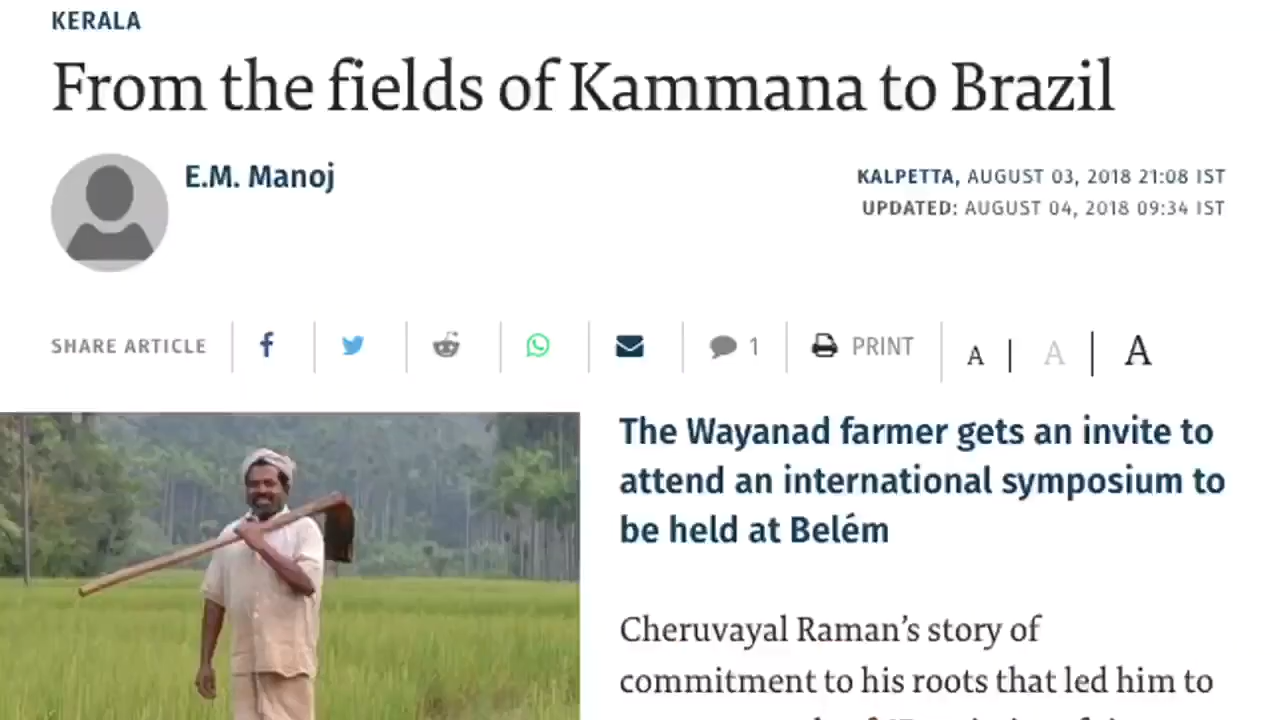 KERALA
From the fields of Kammana to Brazil
E.M. Manoj
KALPETTA, AUGUST 03, 2018 21:08 IST
UPDATED: AUGUST 04, 2018 09:34 IST
SHARE ARTICLE 1 PRINT A A A
The Wayanad farmer gets an invite to
attend an international symposium to
be held at Belém
Cheruvayal Raman’s story of
commitment to his roots that led him to